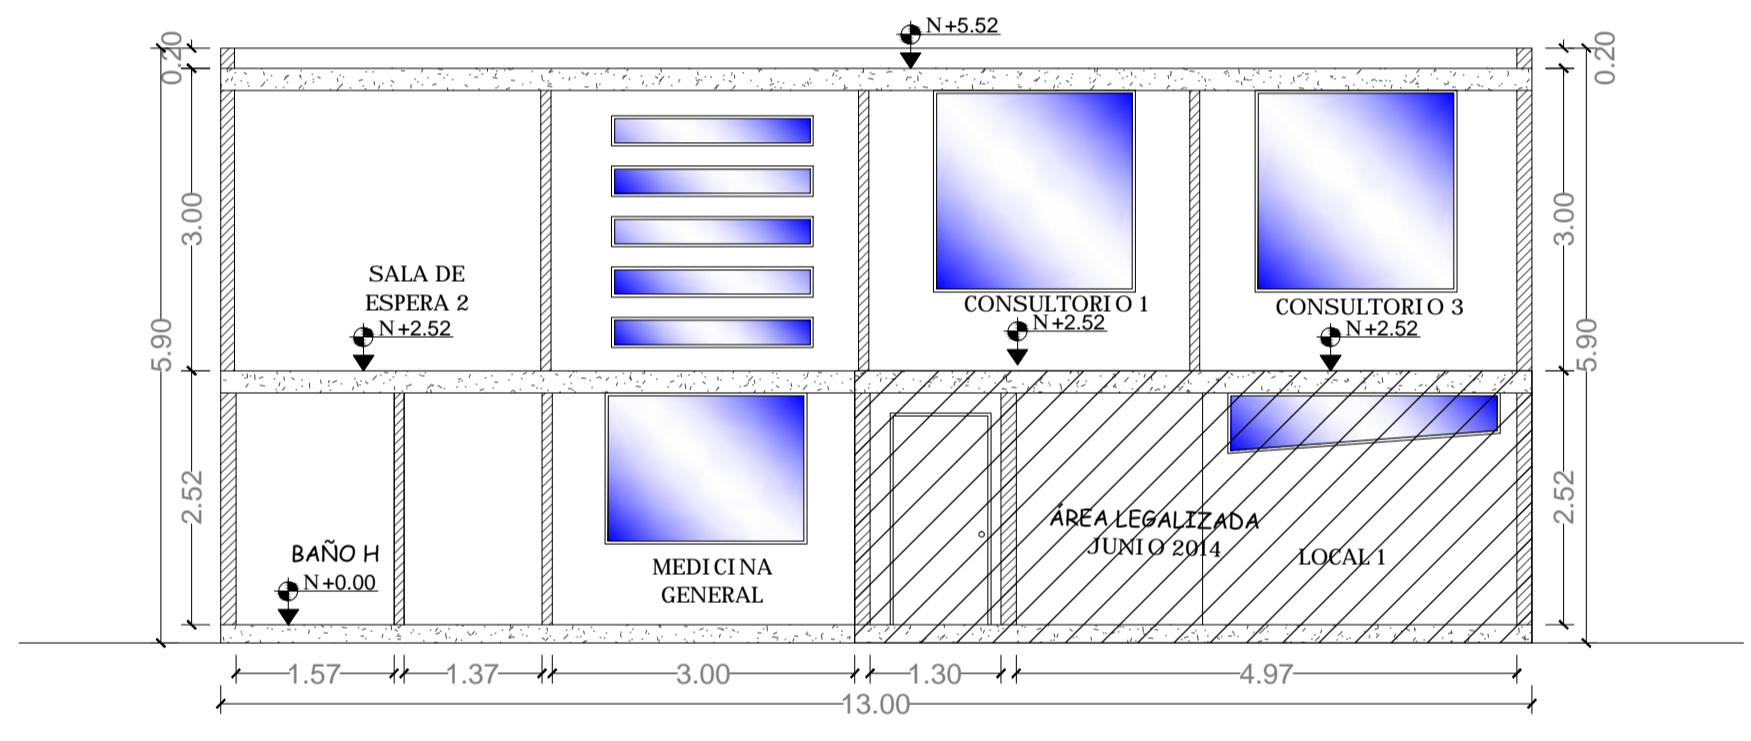 N+5.52
0.20
0.20
3.00
3.00
SALA DE
ESPERA 2
N+2.52
CONSULTORIO 1
N+2.52
CONSULTORIO 3
N+2.52
5.90
5.90
2.52
2.52
ÁREA LEGALIZADA
JUNIO 2014
LOCAL 1
BAÑO H
N+0.00
MEDICINA
GENERAL
1.57
1.37
3.00
1.30
4.97
13.00